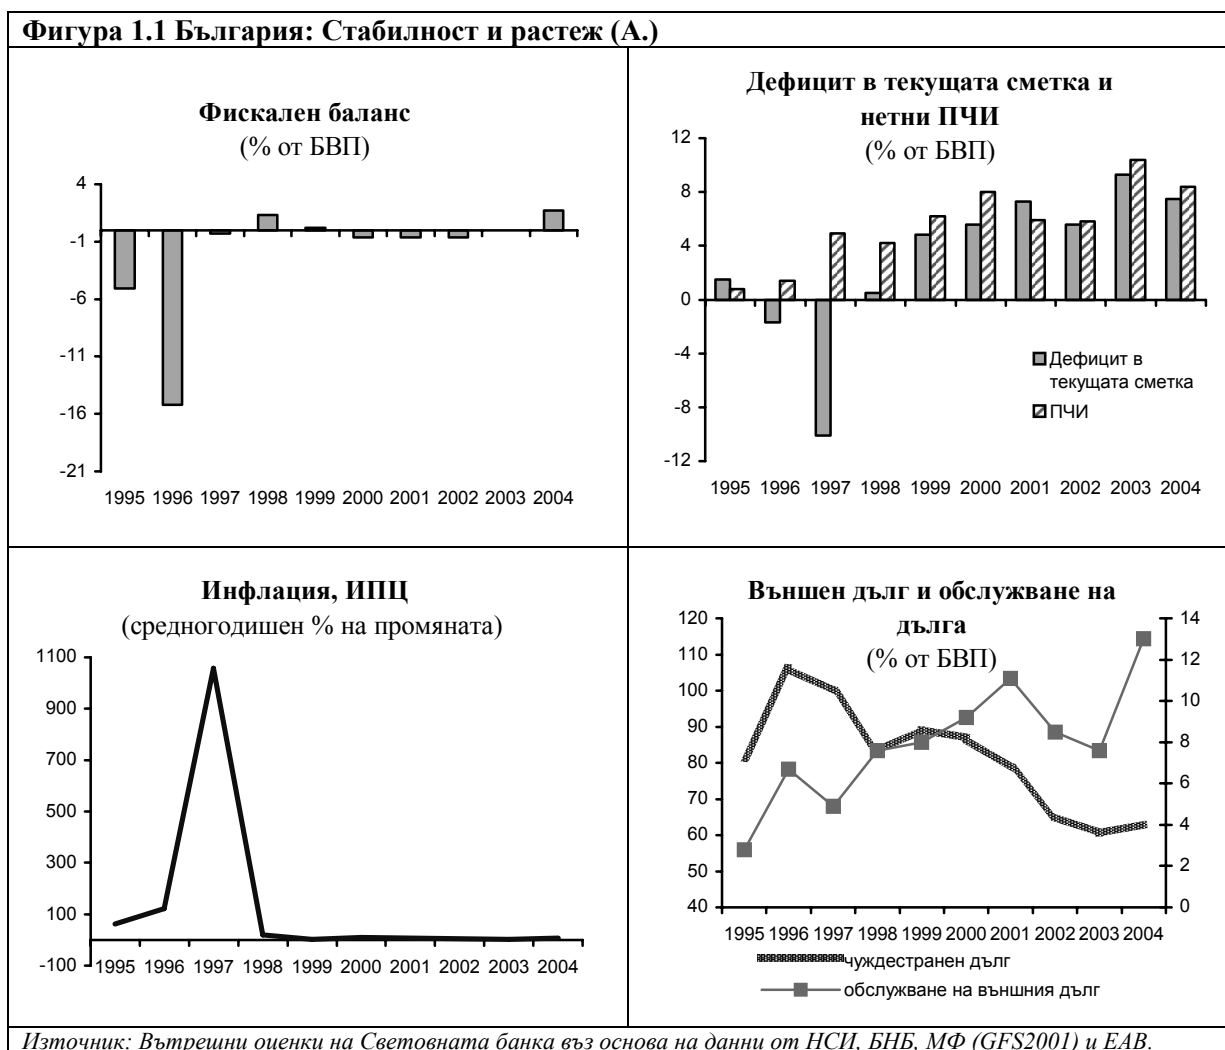 Фигура 1.1 България: Стабилност и растеж (А.)
Фискален баланс
(% от БВП)
4
-1
-6
-11
-16
-21
1995 1996 1997 1998 1999 2000 2001 2002 2003 2004
Дефицит в текущата сметка и
нетни ПЧИ
(% от БВП)
12
8
4
0
-4
-8
-12
1995 1996 1997 1998 1999 2000 2001 2002 2003 2004
Дефицит в
текущата сметка
ПЧИ
Инфлация, ИПЦ
(средногодишен % на промяната)
1100
900
700
500
300
100
-100
1995 1996 1997 1998 1999 2000 2001 2002 2003 2004
Външен дълг и обслужване на
дълга
(% от БВП)
120
110
100
90
80
70
60
50
40
14
12
10
8
6
4
2
0
1995 1996 1997 1998 1999 2000 2001 2002 2003 2004
чуждестранен дълг
обслужване на външния дълг
Източник: Вътрешни оценки на Световната банка въз основа на данни от НСИ, БНБ, МФ (GFS2001) и ЕАВ.